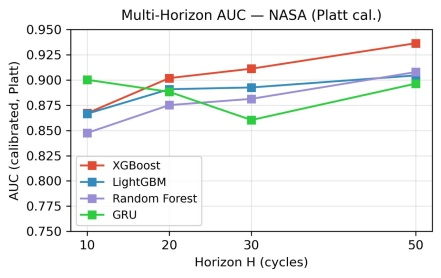 Multi-Horizon AUC — NASA (Platt cal.)
AUC (calibrated, Platt)
0.950
0.925
0.900
0.875
0.850
0.825
0.800
0.775
0.750
XGBoost
LightGBM
Random Forest
GRU
10 20 30 50
Horizon H (cycles)